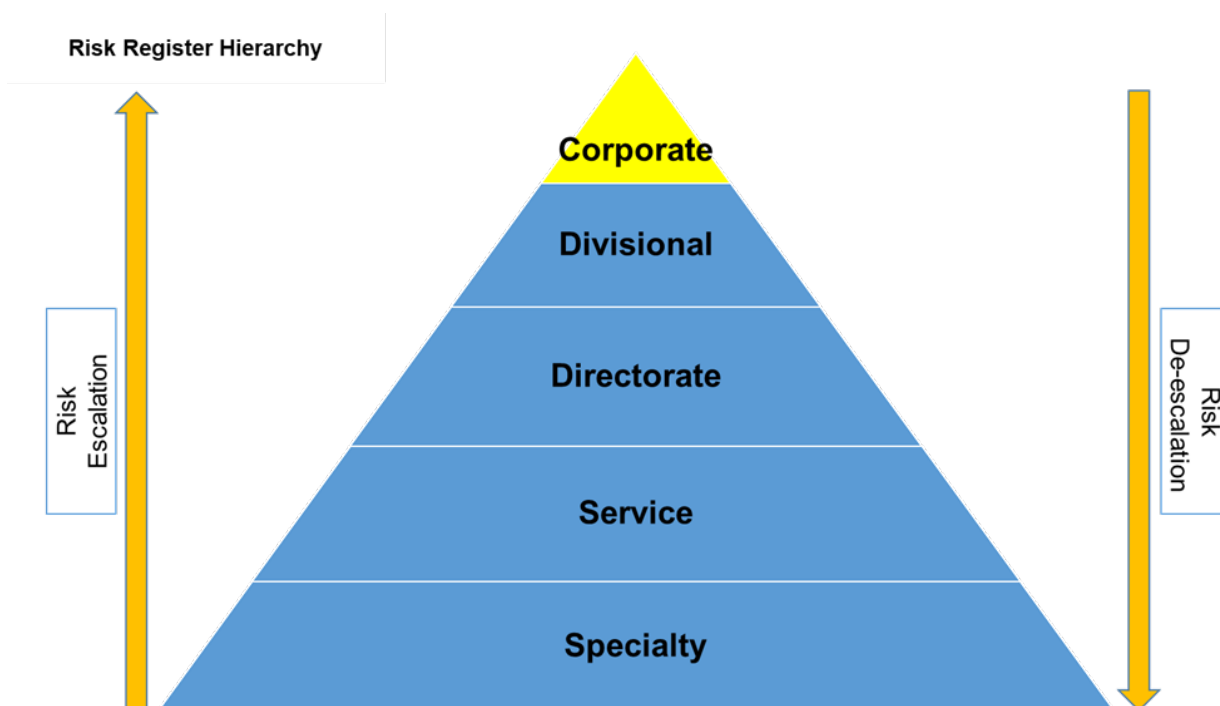 Risk Register Hierarchy
Corporate
Divisional
Directorate
Service
Specialty
Risk
Escalation
Risk
De-escalation